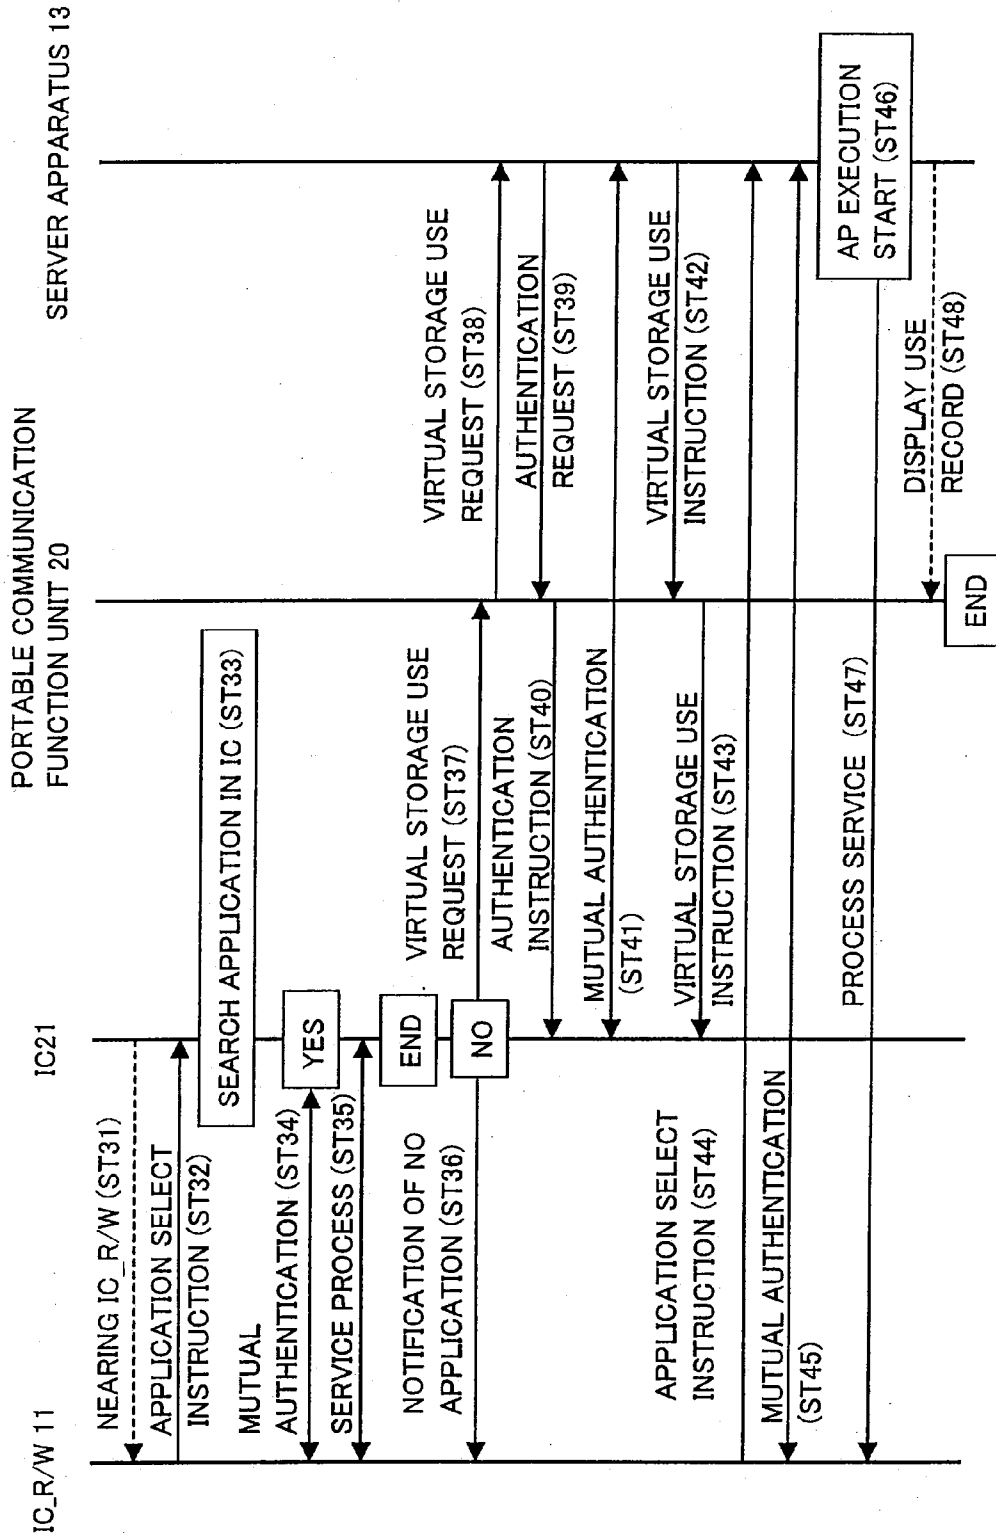 IC_R/W 11
IC21
PORTABLE COMMUNICATION
FUNCTION UNIT 20
SERVER APPARATUS 13
NEARING IC_R/W (ST31)
APPLICATION SELECT
INSTRUCTION (ST32)
SEARCH APPLICATION IN IC (ST33)
MUTUAL
AUTHENTICATION (ST34)
YES
SERVICE PROCESS (ST35)
END
NOTIFICATION OF NO
APPLICATION (ST36)
NO
VIRTUAL STORAGE USE
REQUEST (ST37)
VIRTUAL STORAGE USE
REQUEST (ST38)
AUTHENTICATION
REQUEST (ST39)
AUTHENTICATION
INSTRUCTION (ST40)
MUTUAL AUTHENTICATION
(ST41)
VIRTUAL STORAGE USE
INSTRUCTION (ST42)
VIRTUAL STORAGE USE
INSTRUCTION (ST43)
APPLICATION SELECT
INSTRUCTION (ST44)
MUTUAL AUTHENTICATION
(ST45)
AP EXECUTION
START (ST46)
PROCESS SERVICE (ST47)
DISPLAY USE
RECORD (ST48)
END